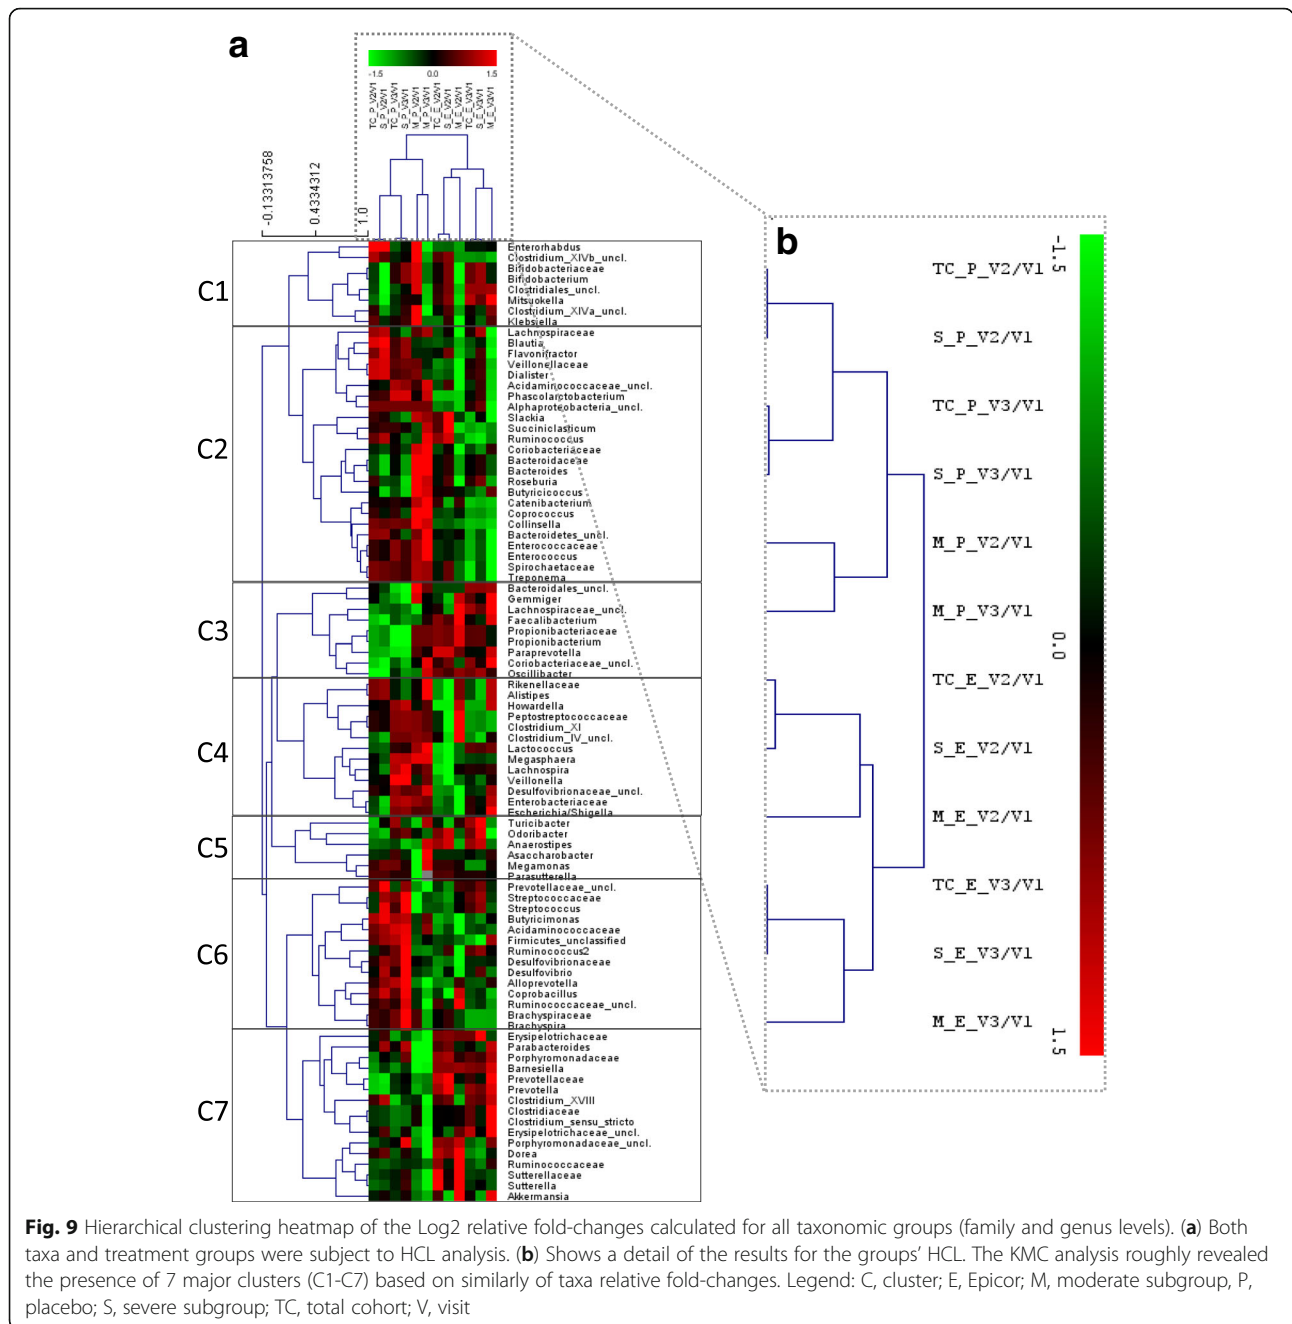 a
-1.5 0.0 1.5
TC_P_V2/V1
S_P_V2/V1
TC_P_V3/V1
S_P_V3/V1
M_P_V2/V1
M_P_V3/V1
TC_E_V2/V1
S_E_V2/V1
M_E_V2/V1
TC_E_V3/V1
S_E_V3/V1
M_E_V3/V1
-0.13313758
0.4334312
1.0
C1
Enterorhabdus
Clostridium_XIVb_uncl.
Bifidobacteriaceae
Bifidobacterium
Clostridiales_uncl.
Mitsuokella
Clostridium_XIVa_uncl.
Klebsiella
C2
Lachnospiraceae
Blautia
Flavonifractor
Veillonellaceae
Dialister
Acidaminococcaceae_uncl.
Phascolarctobacterium
Alphaproteobacteria_uncl.
Slackia
Succiniclasticum
Ruminococcus
Coriobacteriaceae
Bacteroidaceae
Bacteroides
Roseburia
Butyricicoccus
Catenibacterium
Coprococcus
Collinsella
Bacteroidetes_uncl.
Enterococcaceae
Enterococcus
Spirochaetaceae
Treponema
C3
Bacteroidales_uncl.
Gemmiger
Lachnospiraceae_uncl.
Faecalibacterium
Propionibacteriaceae
Propionibacterium
Paraprevotella
Coriobacteriaceae_uncl.
Oscillibacter
C4
Rikenellaceae
Alistipes
Howardella
Peptostreptococcaceae
Clostridium_XI
Clostridium_IV_uncl.
Lactococcus
Megasphaera
Lachnospira
Veillonella
Desulfovibrionaceae_uncl.
Enterobacteriaceae
Escherichia/Shigella
C5
Turicibacter
Odoribacter
Anaerostipes
Asaccharobacter
Megamonas
Parasutterella
C6
Prevotellaceae_uncl.
Streptococcaceae
Streptococcus
Butyricimonas
Acidaminococcaceae
Firmicutes_unclassified
Ruminococcus2
Desulfovibrionaceae
Desulfovibrio
Alloprevotella
Coprobacillus
Ruminococcaceae_uncl.
Brachyspiraceae
Brachyspira
C7
Erysipelotrichaceae
Parabacteroides
Porphyromonadaceae
Barnesiella
Prevotellaceae
Prevotella
Clostridium_XVIII
Clostridiaceae
Clostridium_sensu_stricto
Erysipelotrichaceae_uncl.
Porphyromonadaceae_uncl.
Dorea
Ruminococcaceae
Sutterellaceae
Sutterella
Akkermansia
b
TC_P_V2/V1
S_P_V2/V1
TC_P_V3/V1
S_P_V3/V1
M_P_V2/V1
M_P_V3/V1
TC_E_V2/V1
S_E_V2/V1
M_E_V2/V1
TC_E_V3/V1
S_E_V3/V1
M_E_V3/V1
-1.5
0.0
1.5
Fig. 9 Hierarchical clustering heatmap of the Log2 relative fold-changes calculated for all taxonomic groups (family and genus levels). (a) Both
taxa and treatment groups were subject to HCL analysis. (b) Shows a detail of the results for the groups' HCL. The KMC analysis roughly revealed
the presence of 7 major clusters (C1-C7) based on similarly of taxa relative fold-changes. Legend: C, cluster; E, Epicor; M, moderate subgroup, P,
placebo; S, severe subgroup; TC, total cohort; V, visit